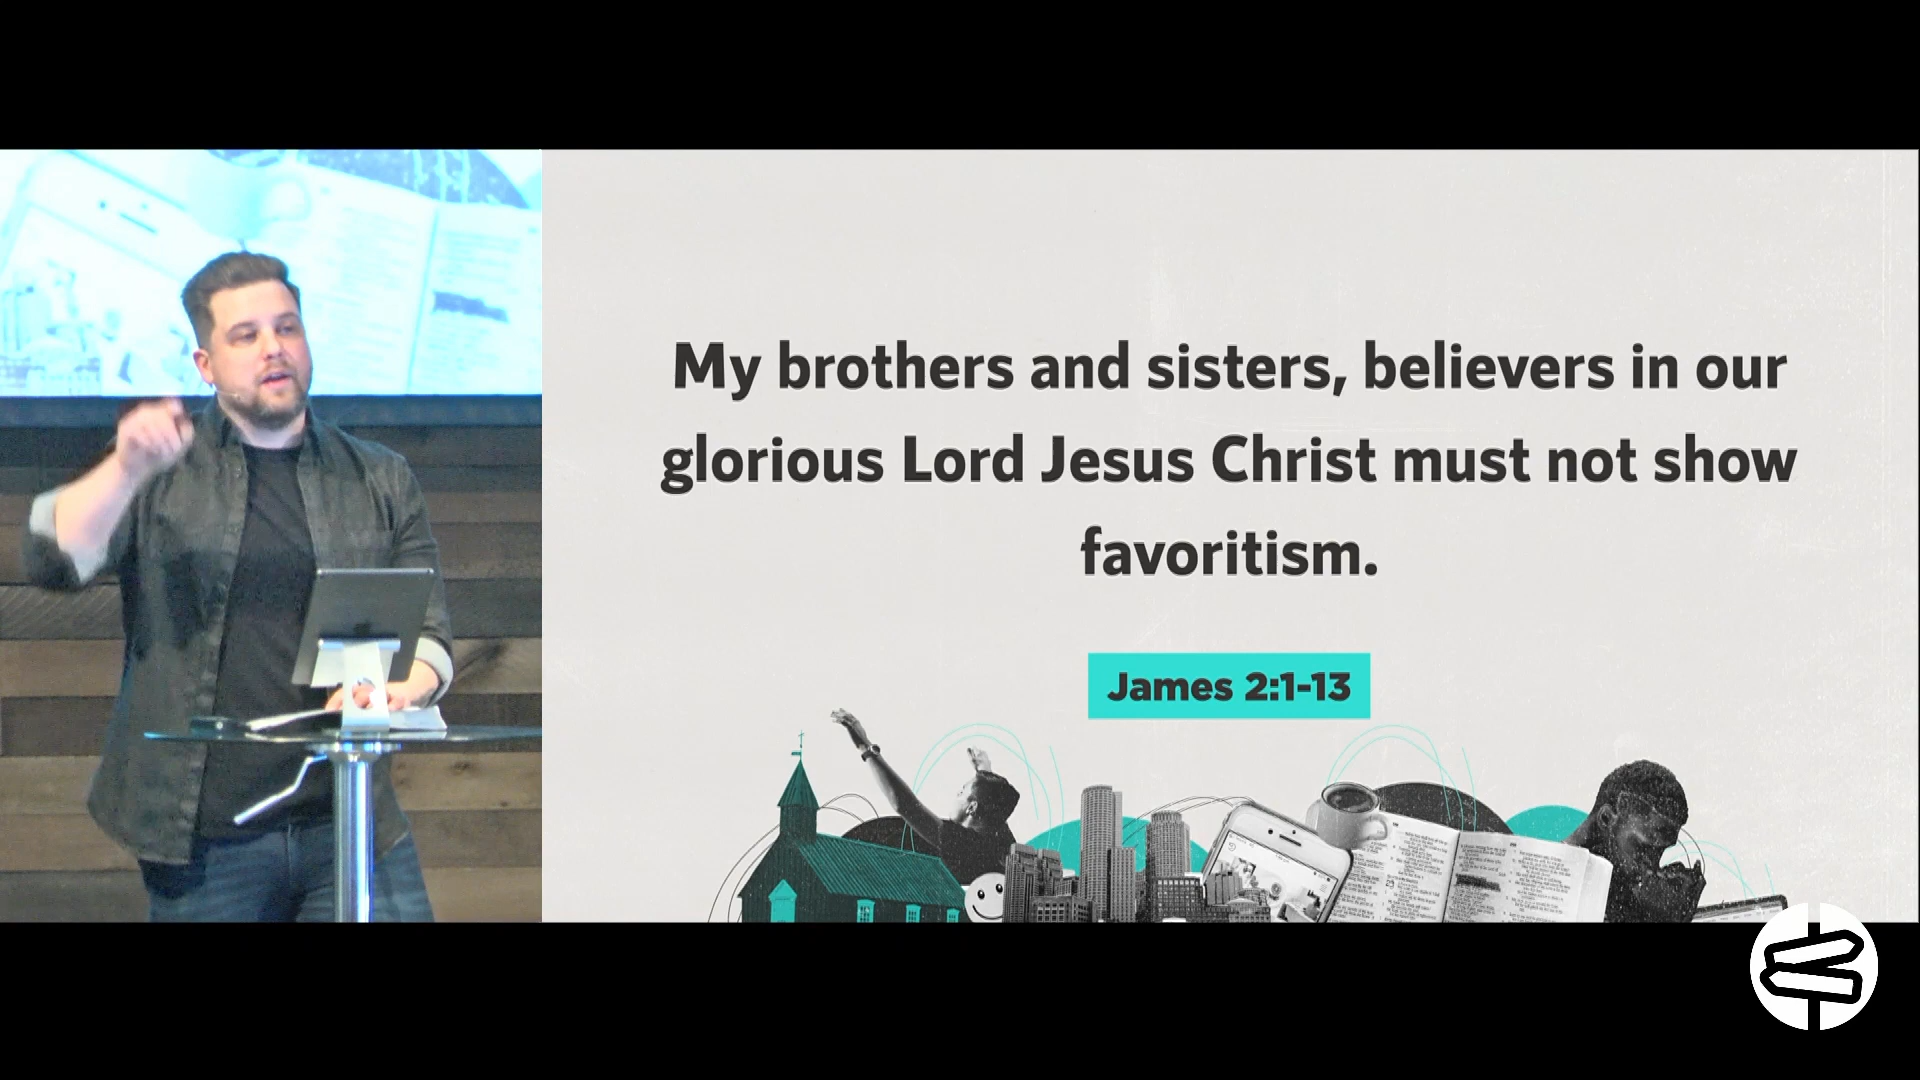 My brothers and sisters, believers in our
glorious Lord Jesus Christ must not show
favoritism.
James 2:1-13